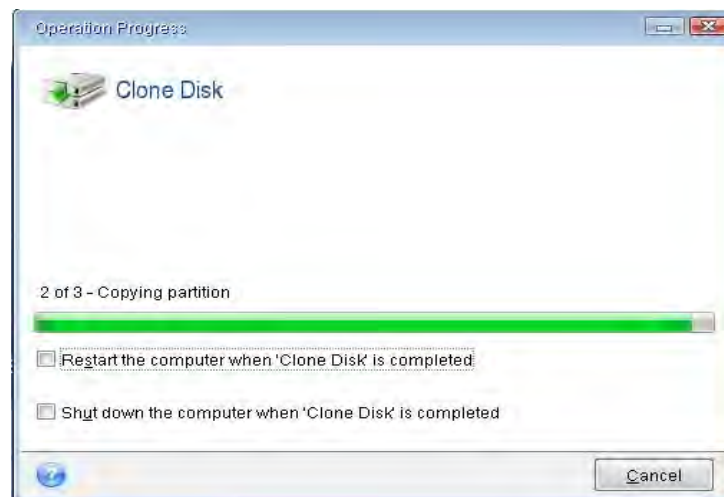 Operation Progress
Clone Disk
2 of 3 - Copying partition
Restart the computer when 'Clone Disk' is completed
Shut down the computer when 'Clone Disk' is completed
Cancel